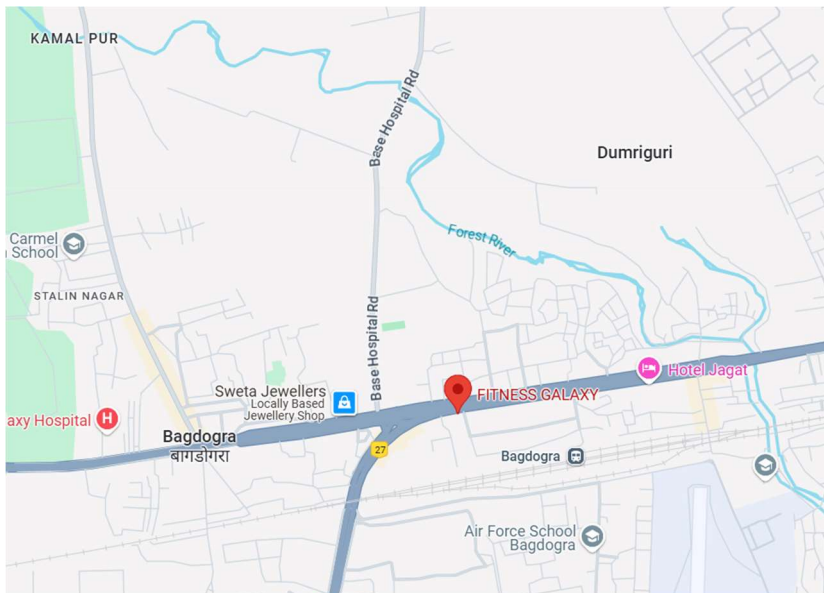 KAMAL PUR
Base Hospital Rd
Dumriguri
Carmel
School
Forest River
STALIN NAGAR
Base Hospital Rd
Sweta Jewellers
Locally Based
Jewellery Shop
FITNESS GALAXY
Hotel Jagat
axy Hospital
H
Bagdogra
बागडोगरा
27
Bagdogra
Air Force School
Bagdogra